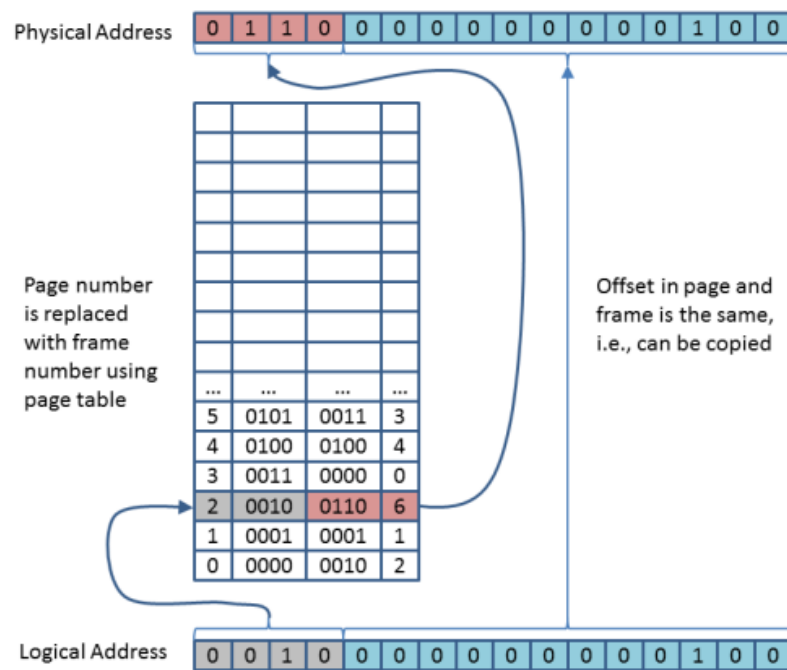 Physical Address 0 1 1 0 0 0 0 0 0 0 0 0 0 1 0 0
Page number
is replaced
with frame
number using
page table
Offset in page and
frame is the same,
i.e., can be copied
... ... ... ...
5 0101 0011 3
4 0100 0100 4
3 0011 0000 0
2 0010 0110 6
1 0001 0001 1
0 0000 0010 2
Logical Address 0 0 1 0 0 0 0 0 0 0 0 0 0 1 0 0